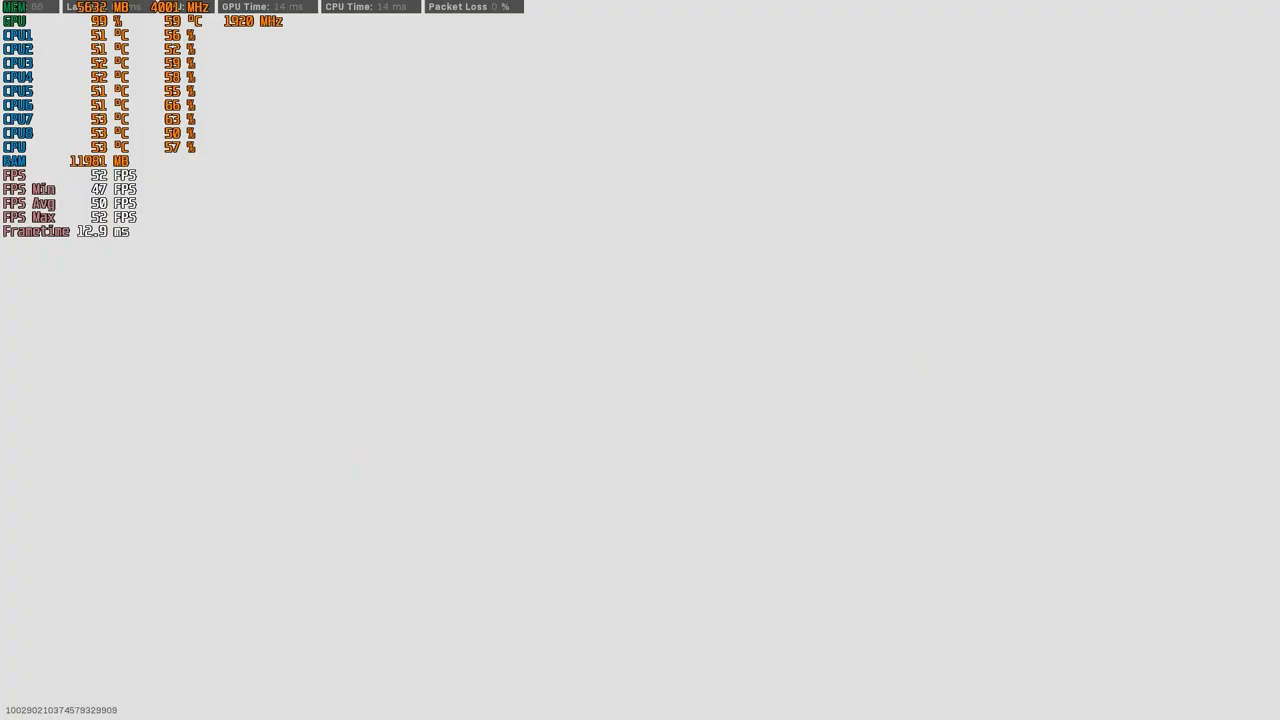 MEM 5632 MB 4001 MHz GPU Time: 14 ms CPU Time: 14 ms Packet Loss 0 %
GPU 99 % 59 °C 1920 MHz
CPU1 51 °C 56 %
CPU2 51 °C 52 %
CPU3 52 °C 59 %
CPU4 52 °C 58 %
CPU5 51 °C 55 %
CPU6 51 °C 66 %
CPU7 53 °C 63 %
CPU8 53 °C 50 %
CPU 53 °C 57 %
RAM 11981 MB
FPS 52 FPS
FPS Min 47 FPS
FPS Avg 50 FPS
FPS Max 52 FPS
Frametime 12.9 ms
10029021037457932990​9